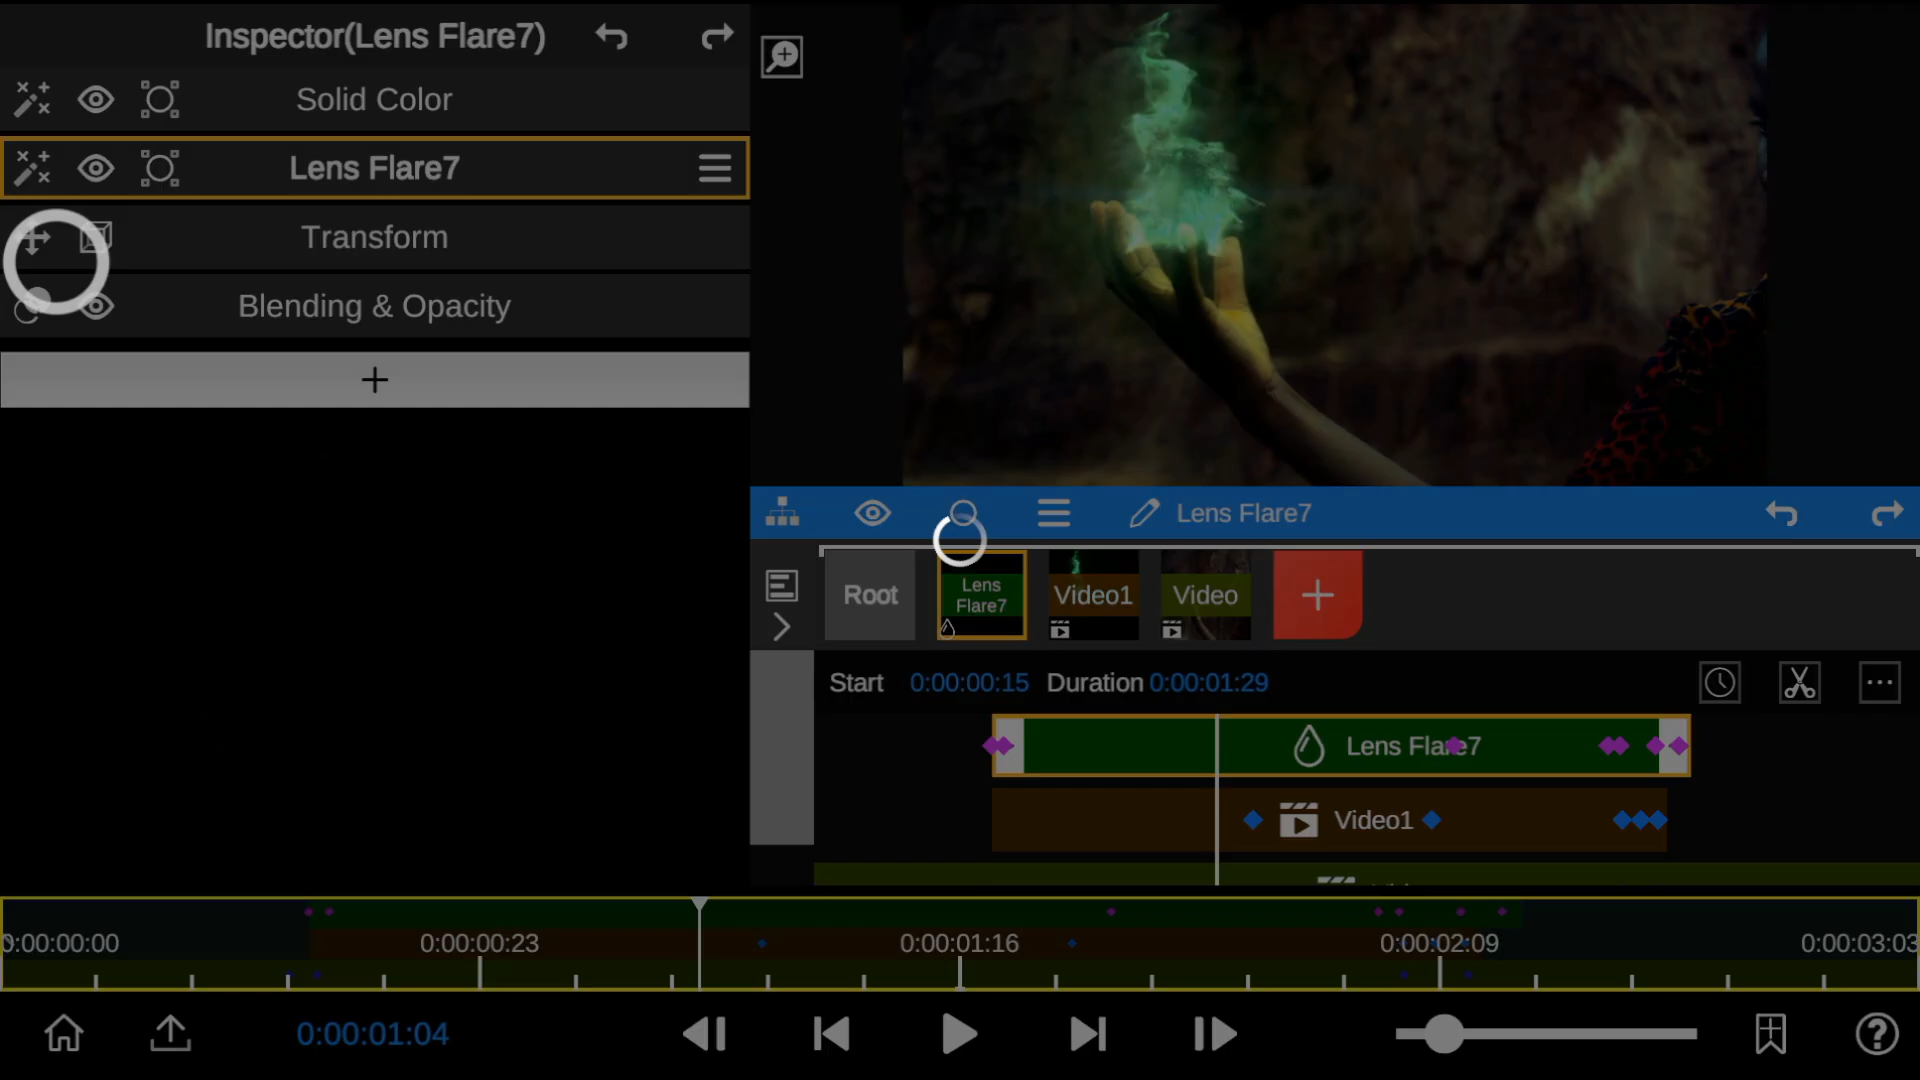 Inspector(Lens Flare7)
Solid Color
Lens Flare7
Transform
Blending & Opacity
Lens Flare7
Root
Lens
Flare7
Video1
Video
Start 0:00:00:15 Duration 0:00:01:29
Lens Flare7
Video1
0:00:00:00 0:00:00:23 0:00:01:16 0:00:02:09 0:00:03:03
0:00:01:04